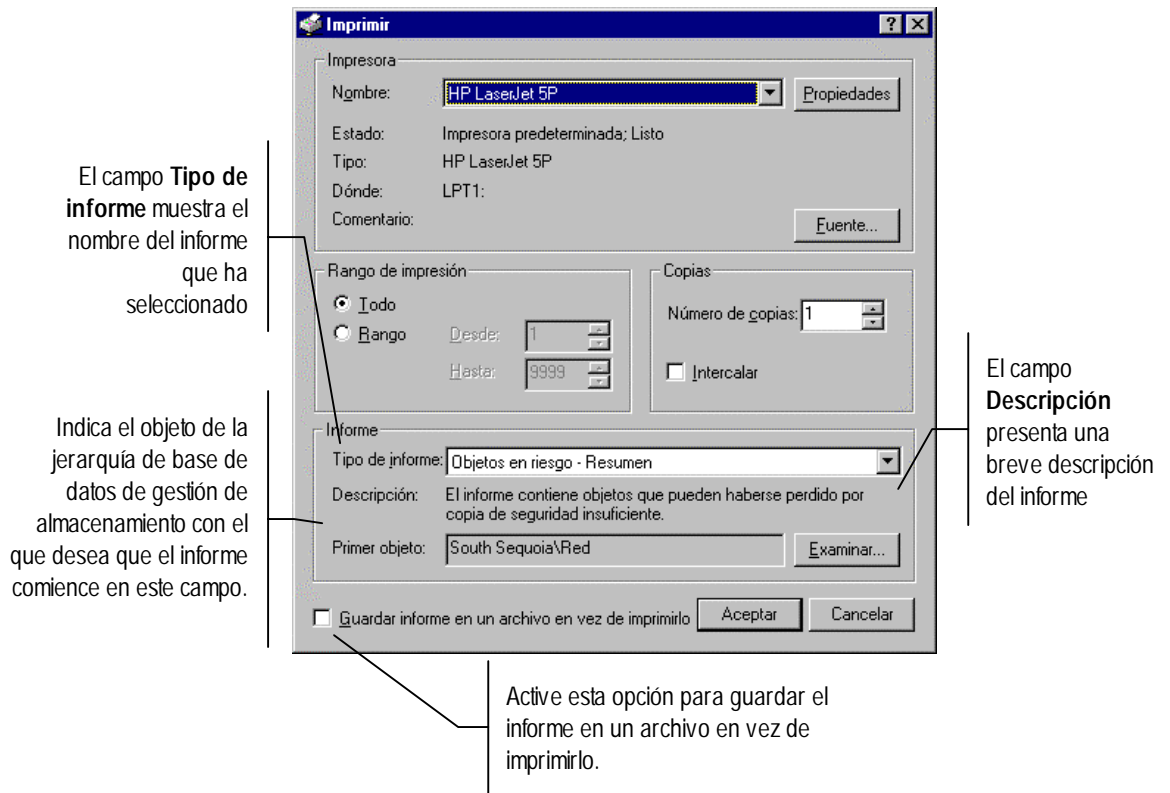 Imprimir
Impresora
Nombre: HP LaserJet 5P Propiedades
Estado: Impresora predeterminada; Listo
Tipo: HP LaserJet 5P
Dónde: LPT1:
Comentario:
Fuente...
Rango de impresión
Todo
Rango Desde: 1
Hasta: 9999
Copias
Número de copias: 1
Intercalar
Informe
Tipo de informe: Objetos en riesgo - Resumen
Descripción: El informe contiene objetos que pueden haberse perdido por
copia de seguridad insuficiente.
Primer objeto: South Sequoia\Red Examinar...
Guardar informe en un archivo en vez de imprimirlo Aceptar Cancelar
El campo Tipo de
informe muestra el
nombre del informe
que ha
seleccionado
Indica el objeto de la
jerarquía de base de
datos de gestión de
almacenamiento con el
que desea que el informe
comience en este campo.
El campo
Descripción
presenta una
breve descripción
del informe
Active esta opción para guardar el
informe en un archivo en vez de
imprimirlo.